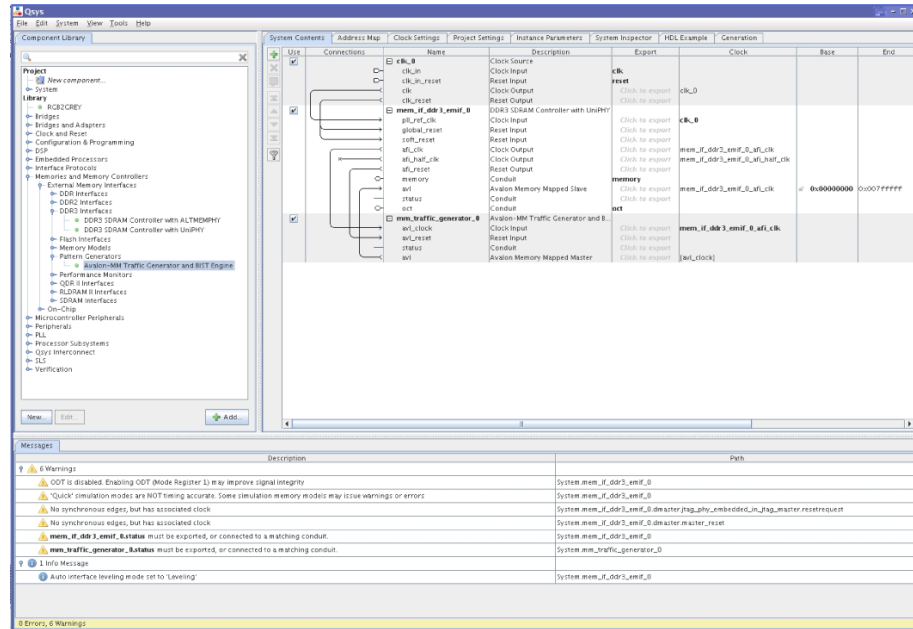 Qsys
File Edit System View Tools Help
Component Library
Project
New component...
System
Library
RGB2GREY
Bridges
Bridges and Adapters
Clock and Reset
Configuration & Programming
DSP
Embedded Processors
Interface Protocols
Memories and Memory Controllers
External Memory Interfaces
DDR Interfaces
DDR2 Interfaces
DDR3 Interfaces
DDR3 SDRAM Controller with ALTMEMPHY
DDR3 SDRAM Controller with UniPHY
Flash Interfaces
Memory Models
Pattern Generators
Avalon-MM Traffic Generator and BIST Engine
Performance Monitors
QDR II Interfaces
RLDRAM II Interfaces
SDRAM Interfaces
On-Chip
Microcontroller Peripherals
Peripherals
PLL
Processor Subsystems
Qsys Interconnect
SLS
Verification
New... Edit... Add...
System Contents Address Map Clock Settings Project Settings Instance Parameters System Inspector HDL Example Generation
Use Connections Name Description Export Clock Base End
clk_0 Clock Source
clk_in Clock Input clk
clk_in_reset Reset Input reset
clk Clock Output Click to export clk_0
clk_reset Reset Output Click to export
mem_if_ddr3_emif_0 DDR3 SDRAM Controller with UniPHY
pll_ref_clk Clock Input Click to export clk_0
global_reset Reset Input Click to export
soft_reset Reset Input Click to export
afi_clk Clock Output Click to export mem_if_ddr3_emif_0_afi_clk
afi_half_clk Clock Output Click to export mem_if_ddr3_emif_0_afi_half_clk
afi_reset Reset Output Click to export
memory Conduit memory
avl Avalon Memory Mapped Slave Click to export mem_if_ddr3_emif_0_afi_clk 0x00000000 0x007fffff
status Conduit Click to export
oct Conduit oct
mm_traffic_generator_0 Avalon-MM Traffic Generator and B...
avl_clock Clock Input Click to export mem_if_ddr3_emif_0_afi_clk
avl_reset Reset Input Click to export
status Conduit Click to export
avl Avalon Memory Mapped Master Click to export [avl_clock]
Messages
Description Path
6 Warnings
ODT is disabled. Enabling ODT (Mode Register 1) may improve signal integrity System.mem_if_ddr3_emif_0
'Quick' simulation modes are NOT timing accurate. Some simulation memory models may issue warnings or errors System.mem_if_ddr3_emif_0
No synchronous edges, but has associated clock System.mem_if_ddr3_emif_0.dmaster.jtag_phy_embedded_in_jtag_master.resetrequest
No synchronous edges, but has associated clock System.mem_if_ddr3_emif_0.dmaster.master_reset
mem_if_ddr3_emif_0.status must be exported, or connected to a matching conduit. System.mem_if_ddr3_emif_0
mm_traffic_generator_0.status must be exported, or connected to a matching conduit. System.mm_traffic_generator_0
1 Info Message
Auto interface leveling mode set to 'Leveling' System.mem_if_ddr3_emif_0
0 Errors, 6 Warnings